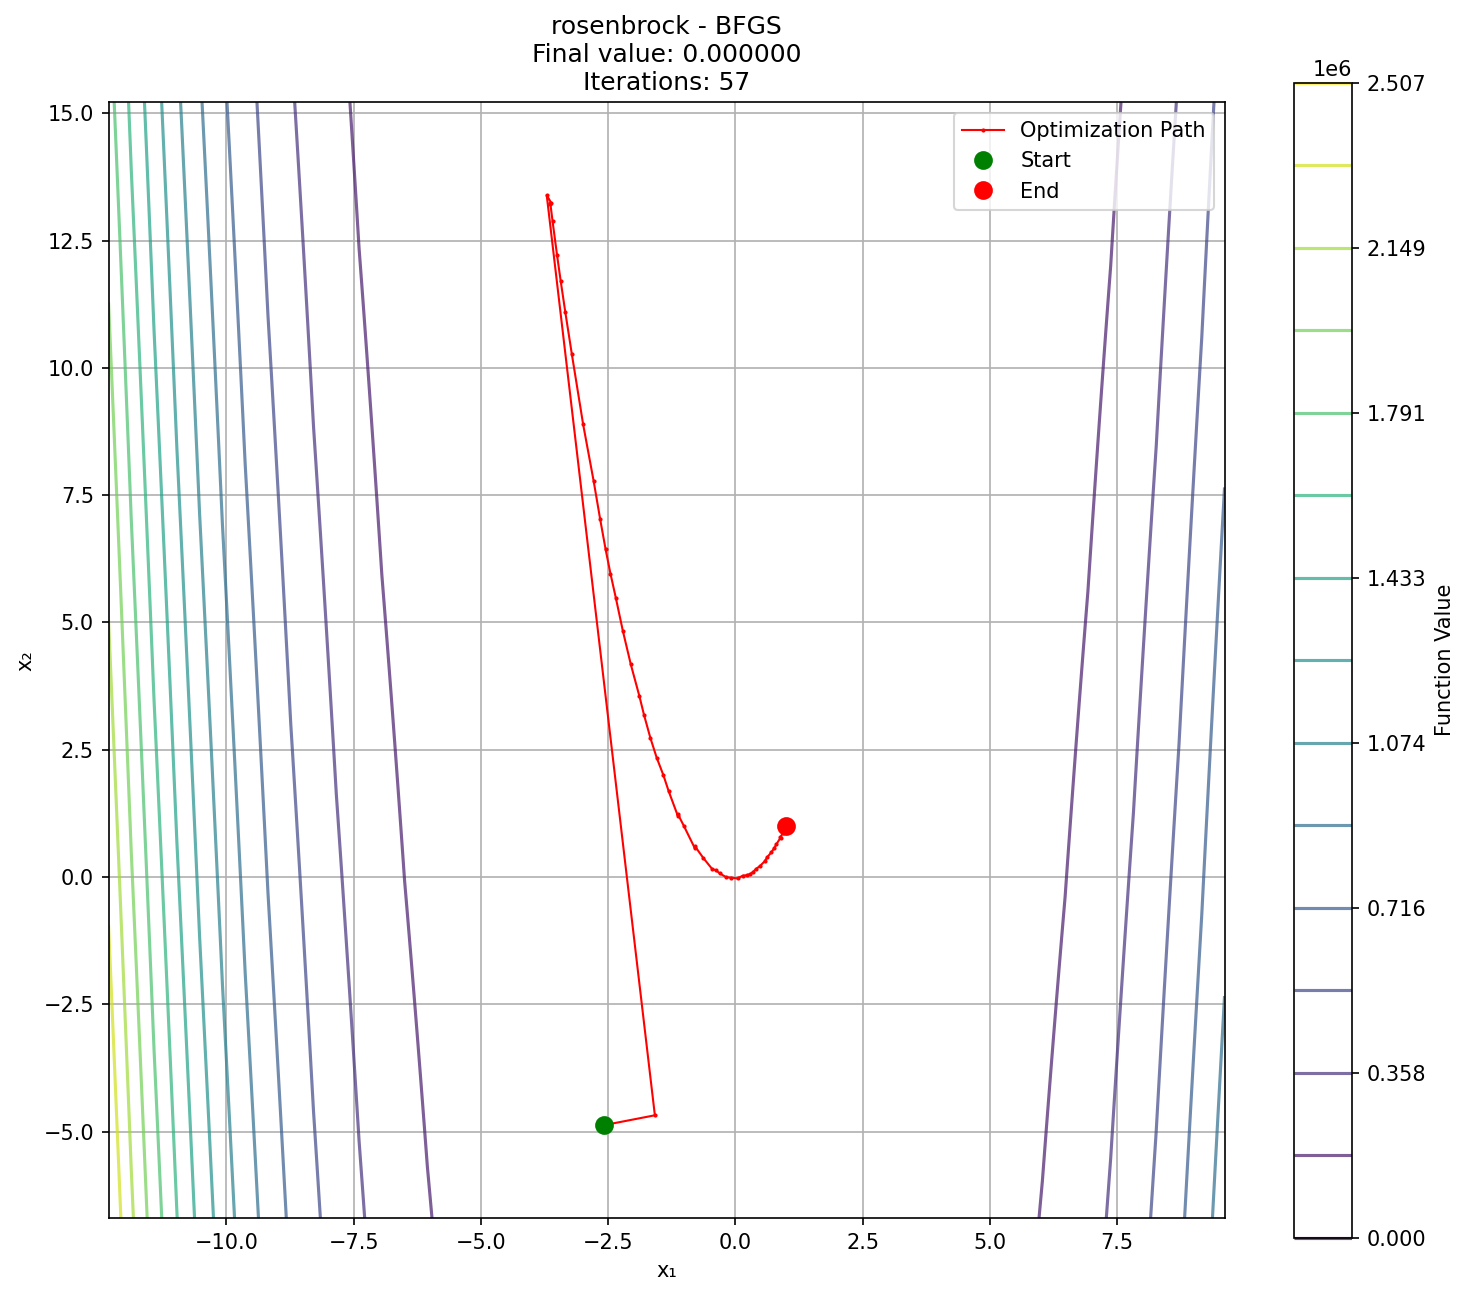 rosenbrock - BFGS
Final value: 0.000000
Iterations: 57
1e6
Optimization Path
Start
End
15.0
12.5
10.0
7.5
5.0
2.5
0.0
−2.5
−5.0
x₂
−10.0
−7.5
−5.0
−2.5
0.0
2.5
5.0
7.5
x₁
2.507
2.149
1.791
1.433
1.074
0.716
0.358
0.000
Function Value